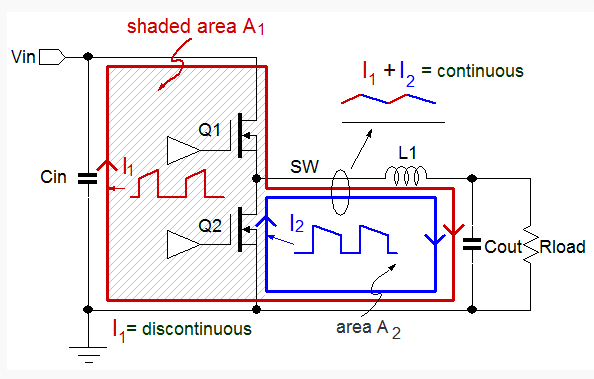 shaded area A1
Vin
I1 + I2 = continuous
Q1
SW
L1
Cin
I1
Q2
I2
Cout
Rload
I1= discontinuous
area A2